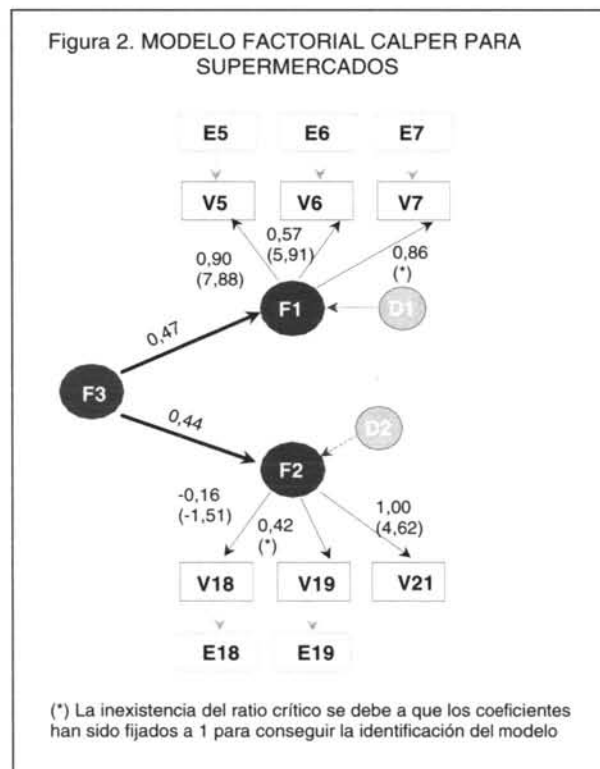 Figura 2. MODELO FACTORIAL CALPER PARA
SUPERMERCADOS
E5 E6 E7
V5 V6 V7
0,90
(7,88)
0,57
(5,91)
0,86
(*)
F1 D1
0,47
F3
0,44
D2
F2
-0,16
(-1,51)
0,42
(*)
1,00
(4,62)
V18 V19 V21
E18 E19
(*) La inexistencia del ratio crítico se debe a que los coeficientes
han sido fijados a 1 para conseguir la identificación del modelo